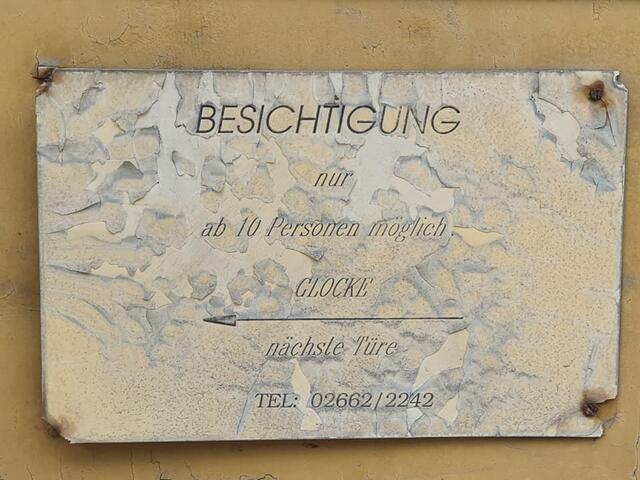 BESICHTIGUNG
nur
ab 10 Personen möglich
GLOCKE
nächste Türe
TEL: 02662/2242